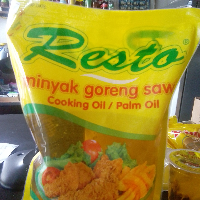 Resto®
minyak goreng saw
Cooking Oil / Palm Oil